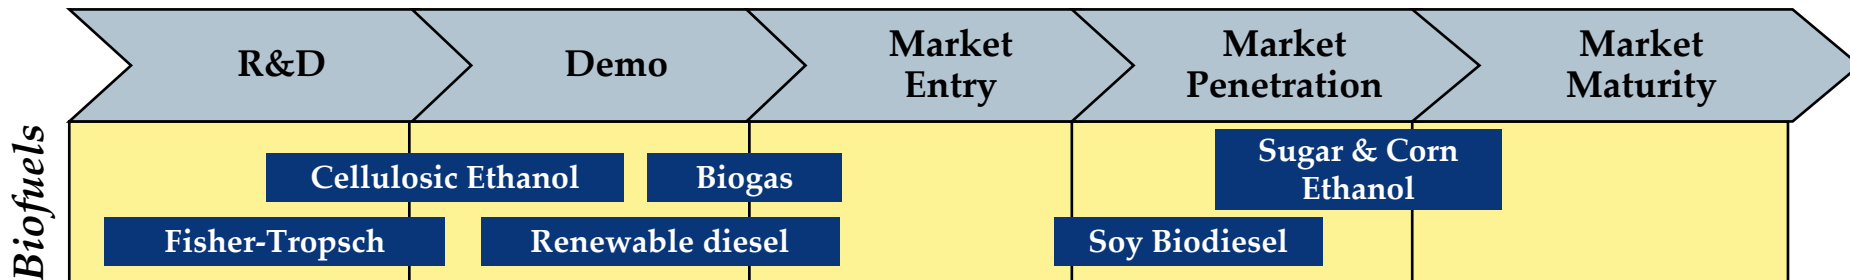 R&D
Demo
Market
Entry
Market
Penetration
Market
Maturity
Biofuels
Cellulosic Ethanol
Biogas
Sugar & Corn
Ethanol
Fisher-Tropsch
Renewable diesel
Soy Biodiesel